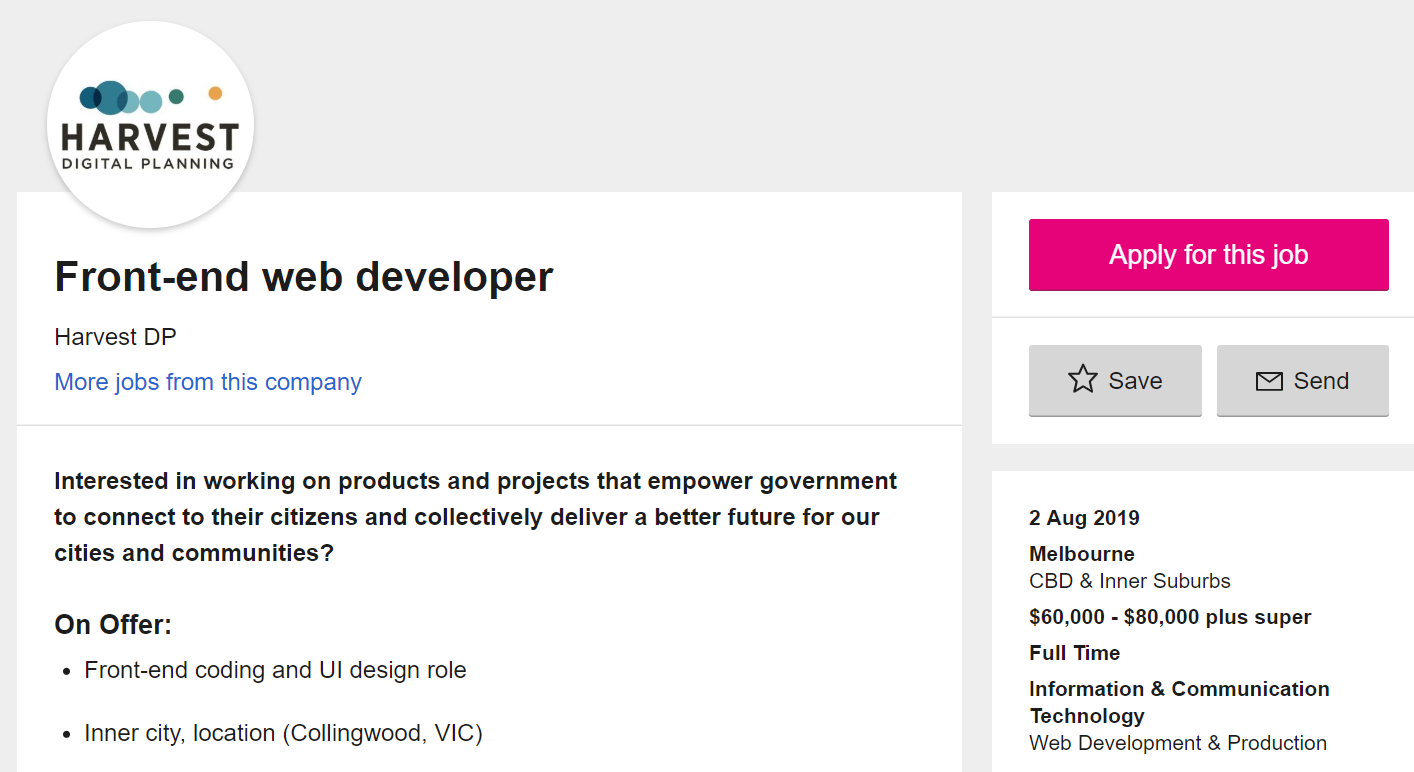 HARVEST
DIGITAL PLANNING
Front-end web developer
Harvest DP
More jobs from this company
Interested in working on products and projects that empower government
to connect to their citizens and collectively deliver a better future for our
cities and communities?
On Offer:
• Front-end coding and UI design role
• Inner city, location (Collingwood, VIC)
Apply for this job
Save
Send
2 Aug 2019
Melbourne
CBD & Inner Suburbs
$60,000 - $80,000 plus super
Full Time
Information & Communication
Technology
Web Development & Production